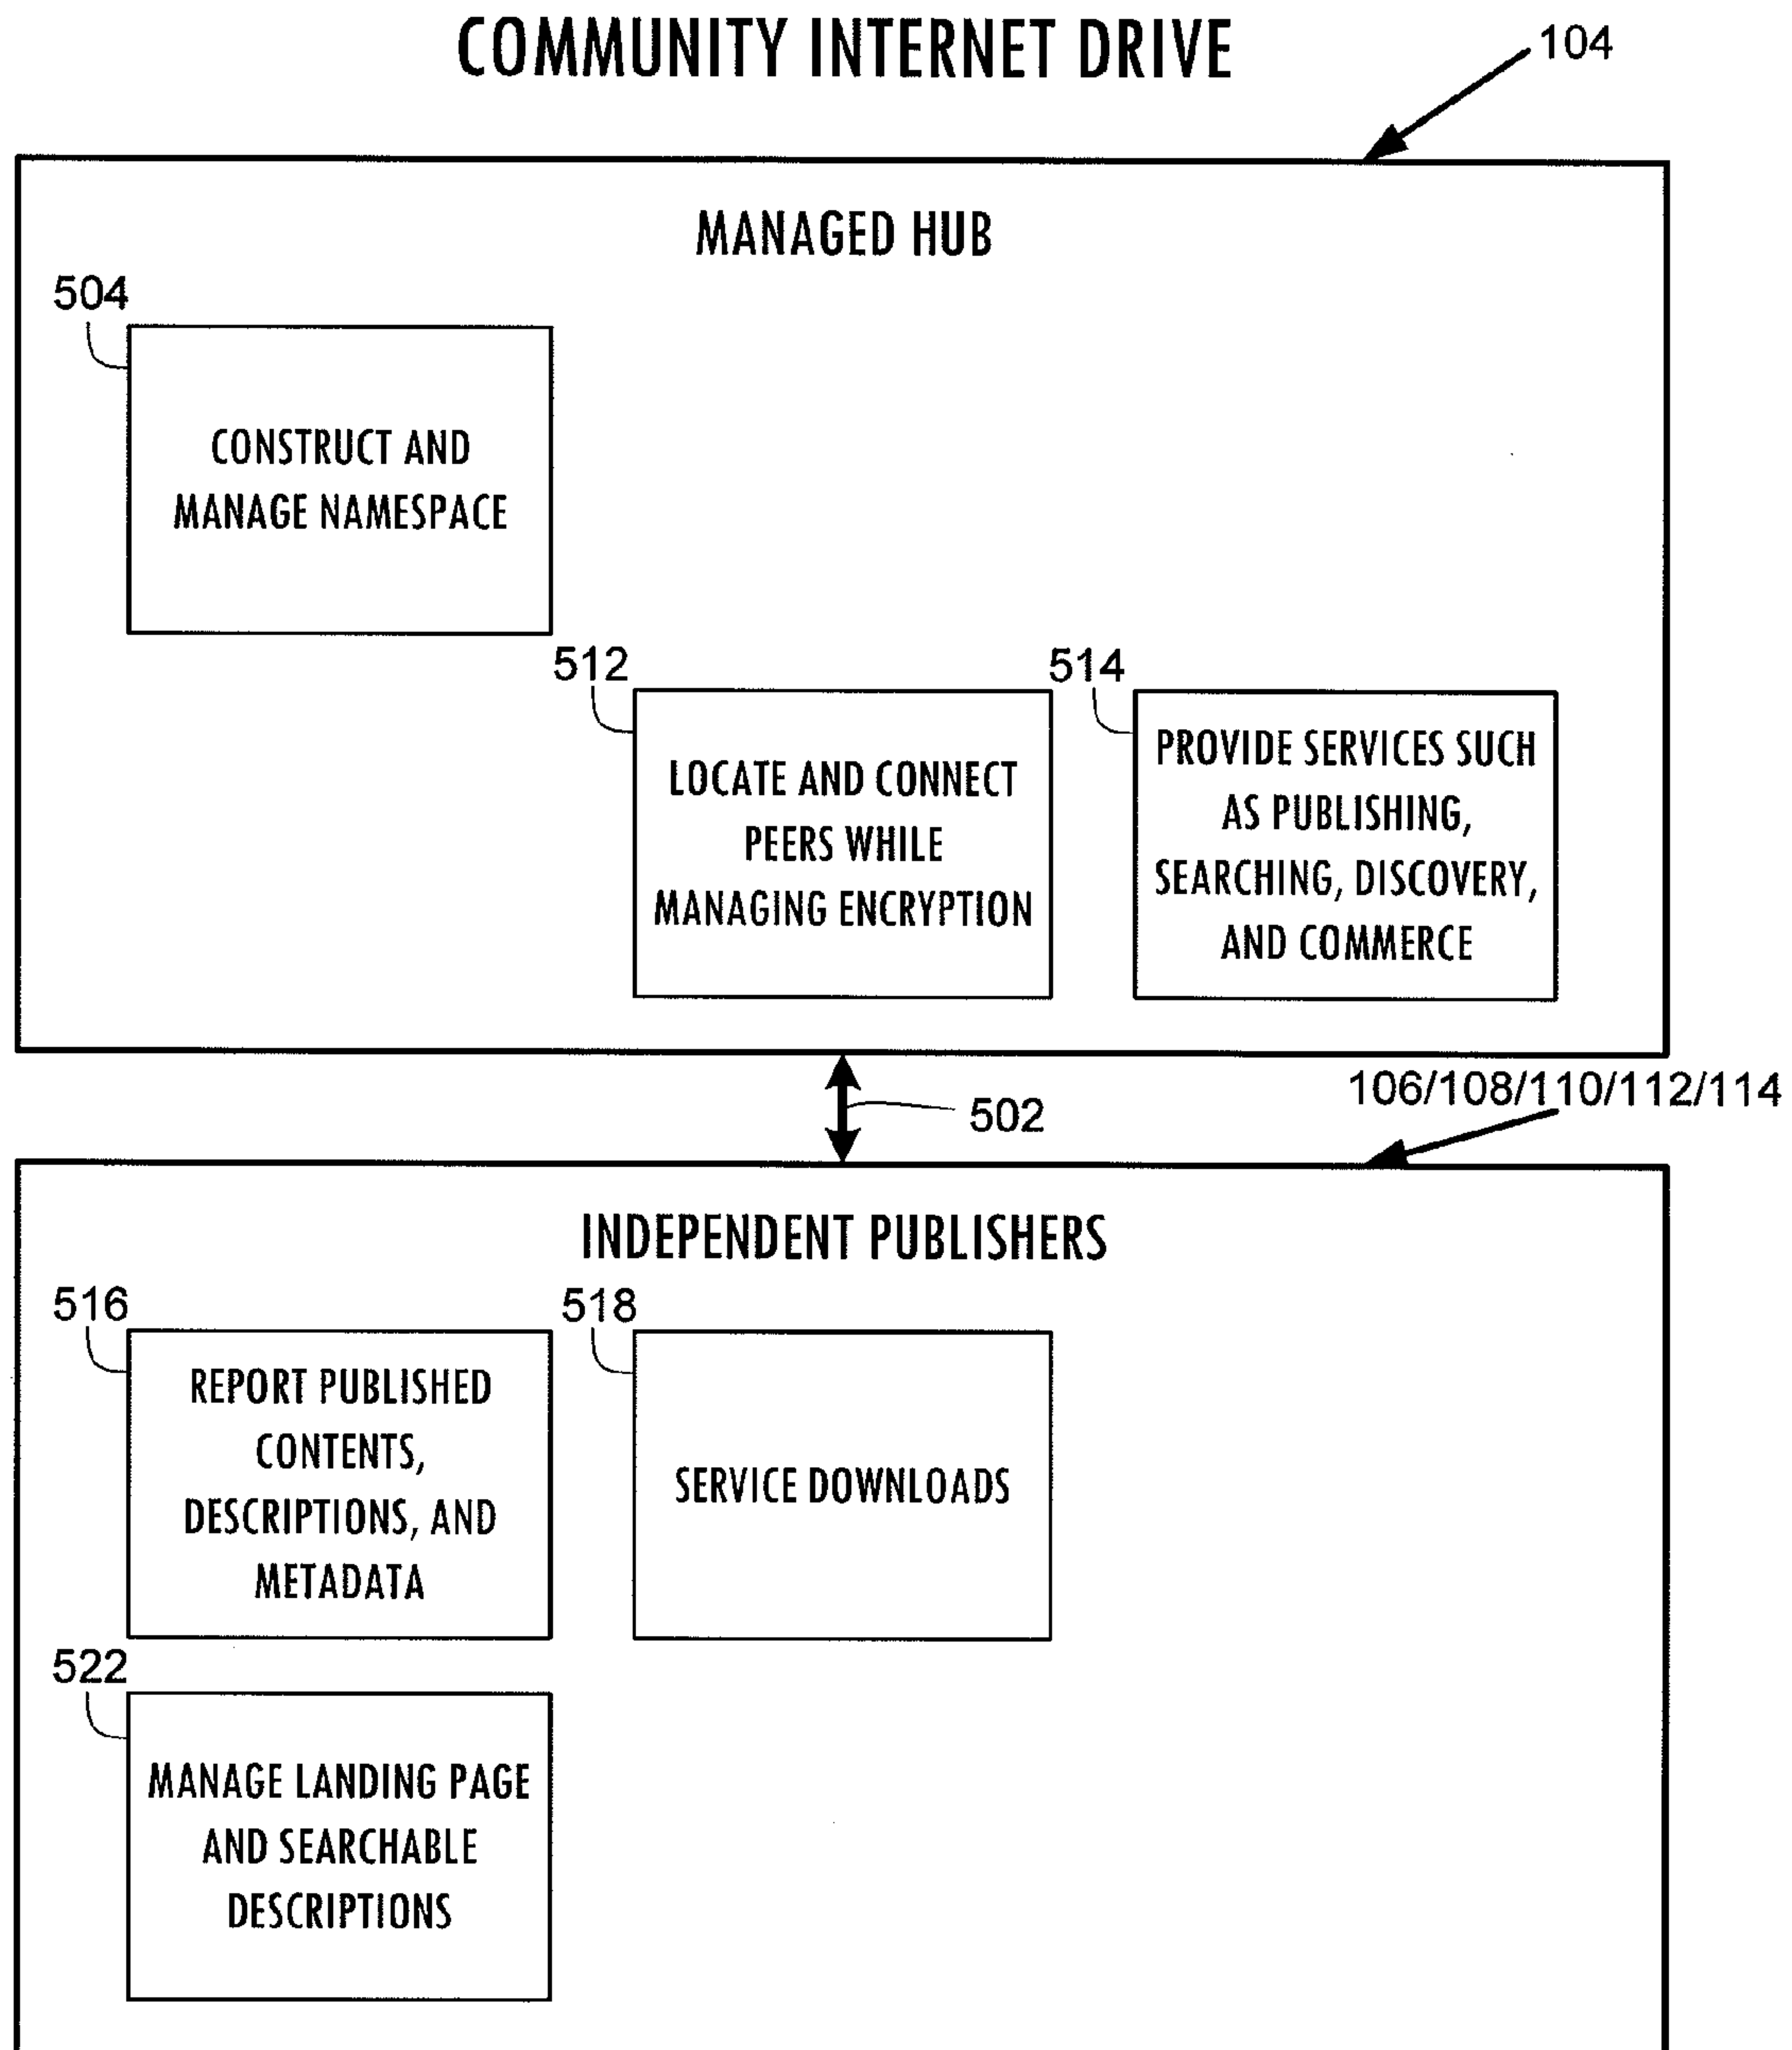 COMMUNITY INTERNET DRIVE
104
MANAGED HUB
504
CONSTRUCT AND
MANAGE NAMESPACE
512
LOCATE AND CONNECT
PEERS WHILE
MANAGING ENCRYPTION
514
PROVIDE SERVICES SUCH
AS PUBLISHING,
SEARCHING, DISCOVERY,
AND COMMERCE
502
106/108/110/112/114
INDEPENDENT PUBLISHERS
516
REPORT PUBLISHED
CONTENTS,
DESCRIPTIONS, AND
METADATA
518
SERVICE DOWNLOADS
522
MANAGE LANDING PAGE
AND SEARCHABLE
DESCRIPTIONS